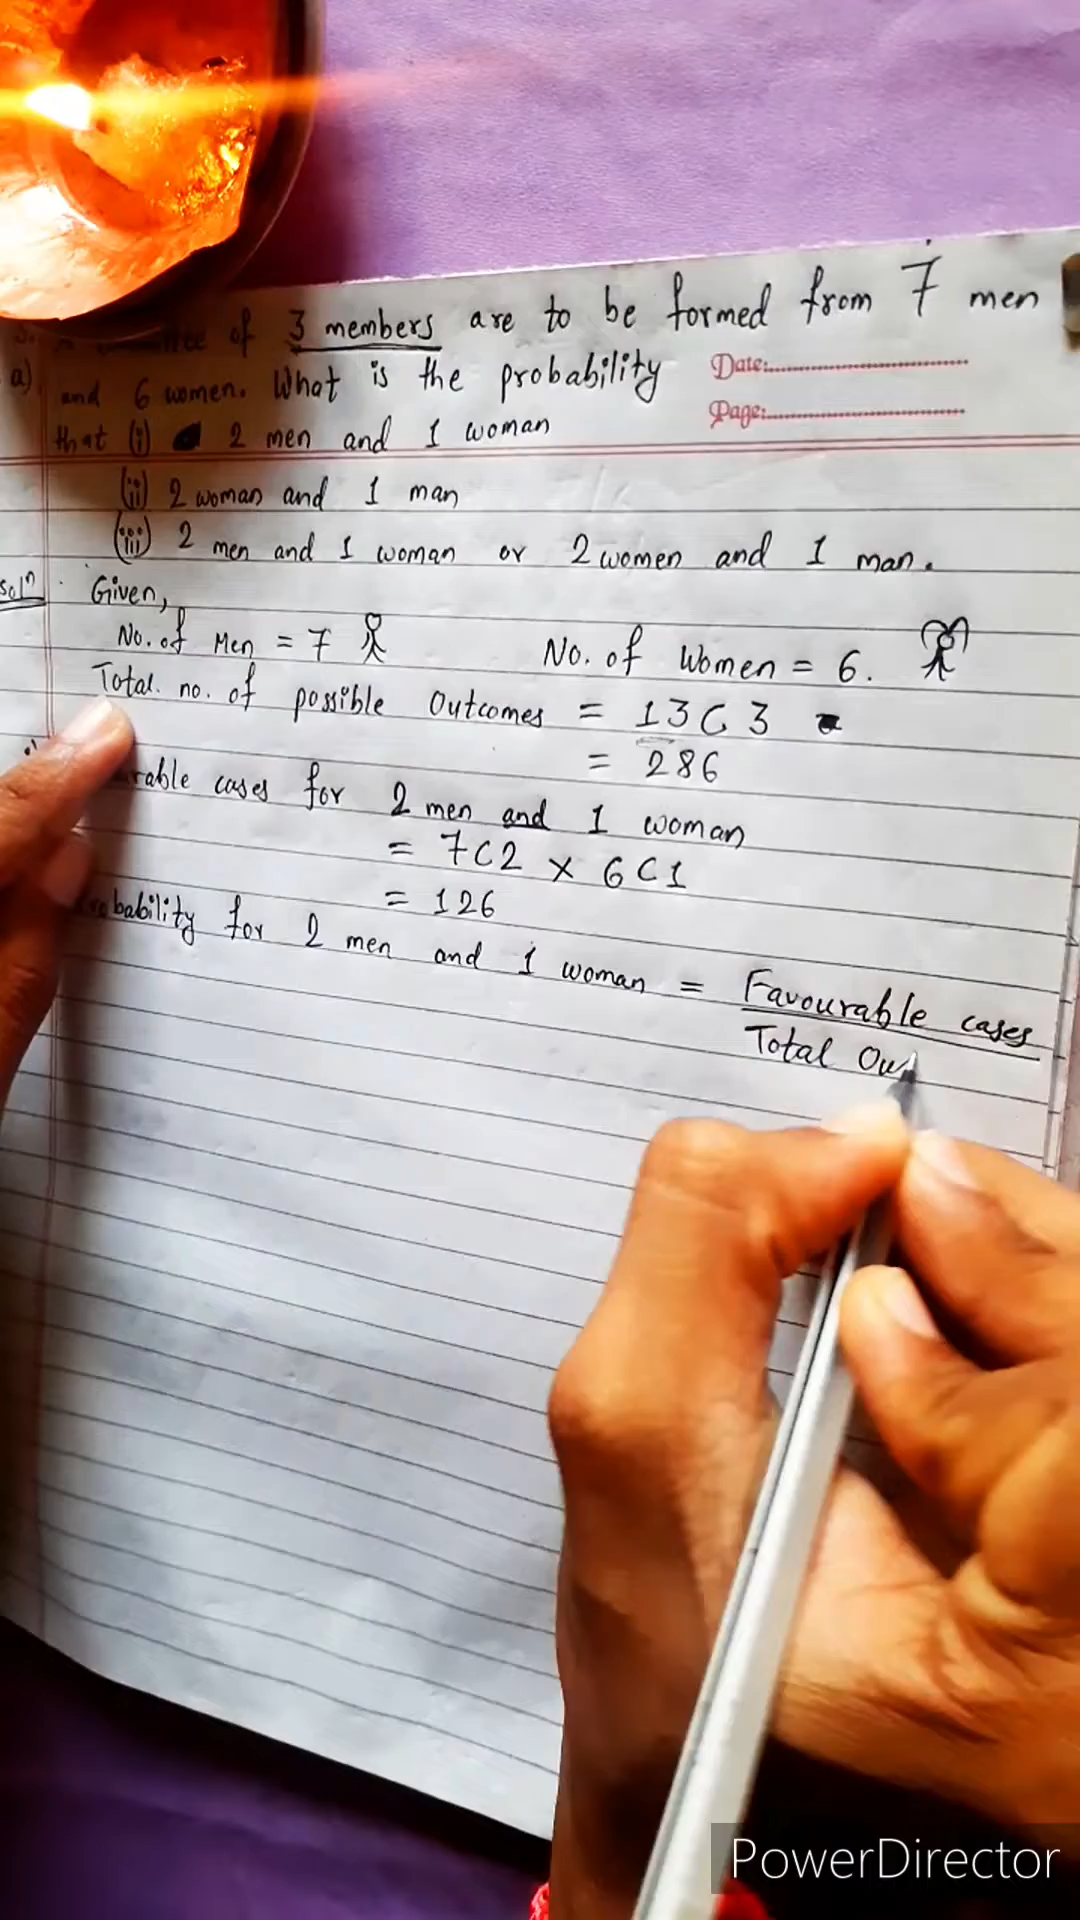 of 3 members are to be formed from 7 men
a) and 6 women. What is the probability
Date:
Page:
that (i) 2 men and 1 woman
(ii) 2 woman and 1 man
(iii) 2 men and 1 woman or 2 women and 1 man.
Solⁿ Given,
No. of Men = 7 No. of Women = 6.
Total. no. of possible Outcomes = 13C3
= 286
cases for 2 men and 1 woman
= 7C2 × 6C1
= 126
for 2 men and 1 woman = Favourable cases
Total Ou
PowerDirector